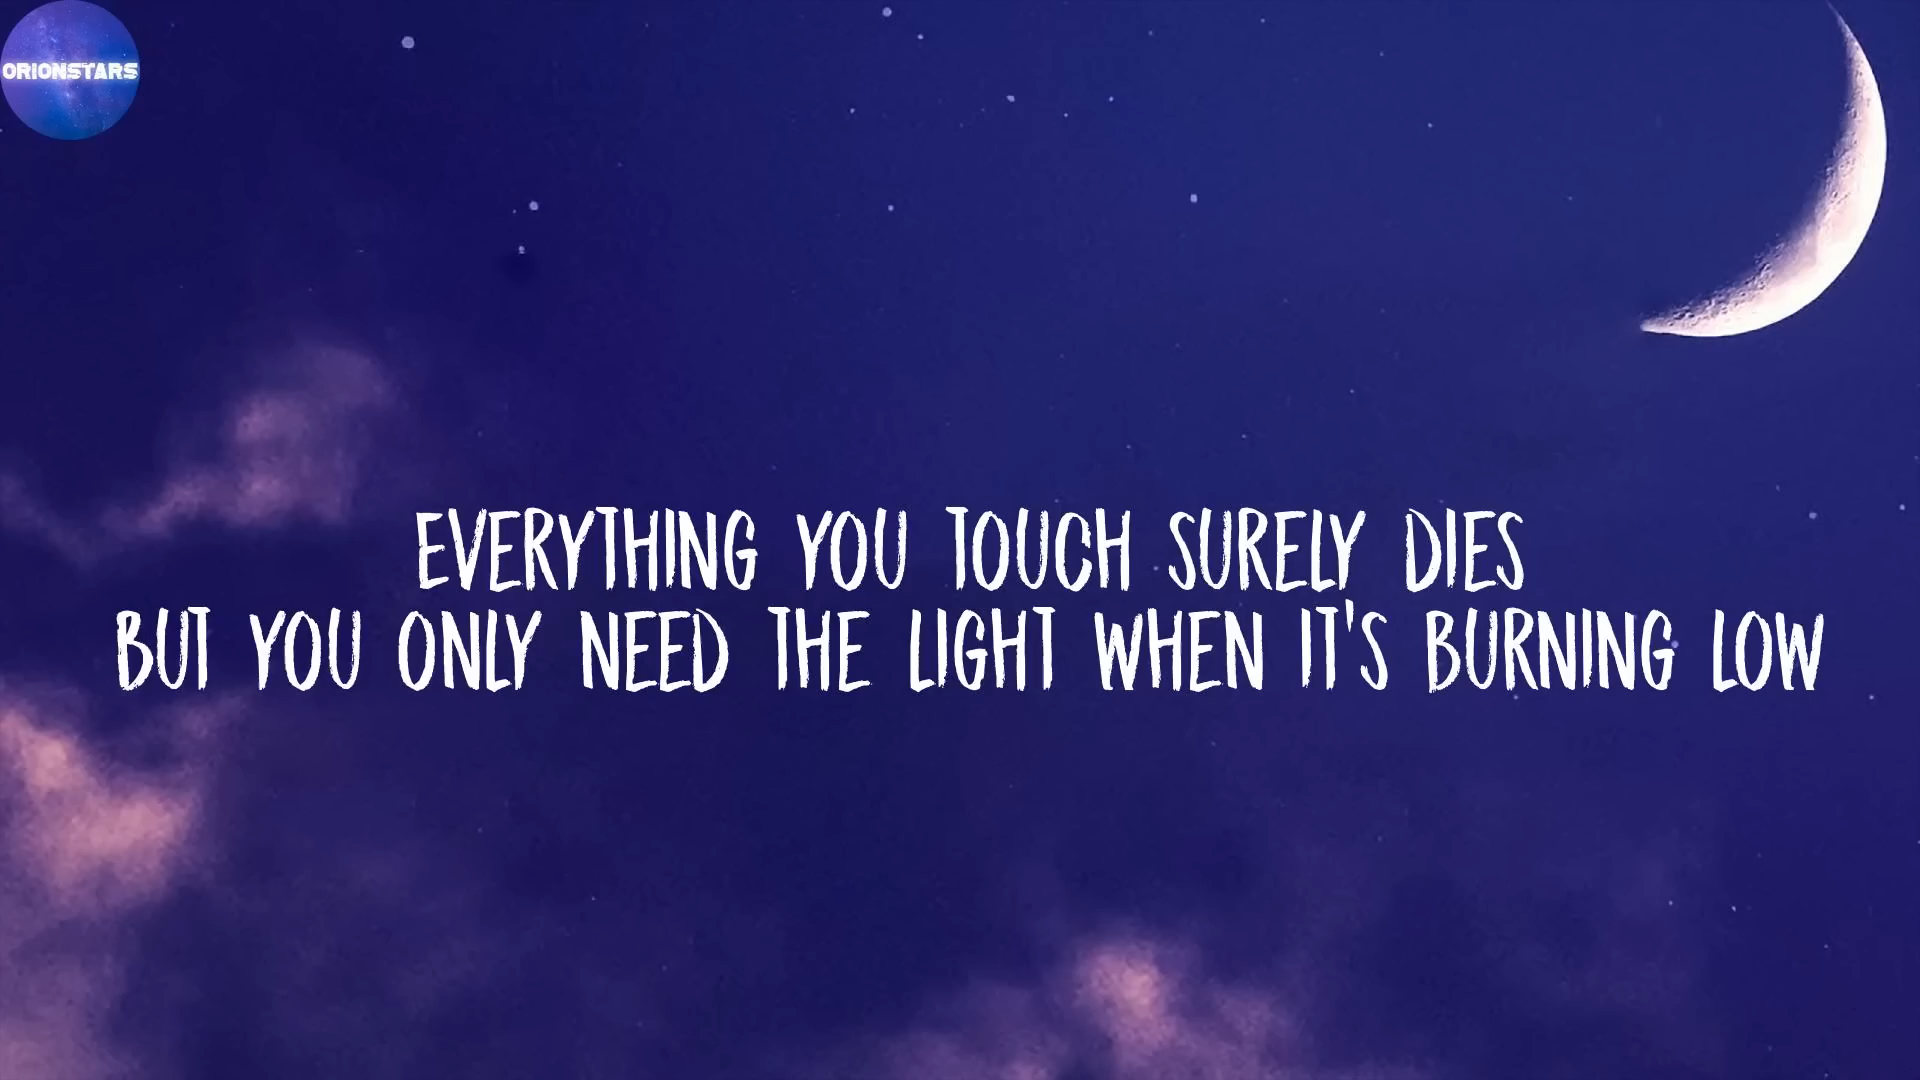 ORIONSTARS
EVERYTHING YOU TOUCH SURELY DIES
BUT YOU ONLY NEED THE LIGHT WHEN IT'S BURNING LOW